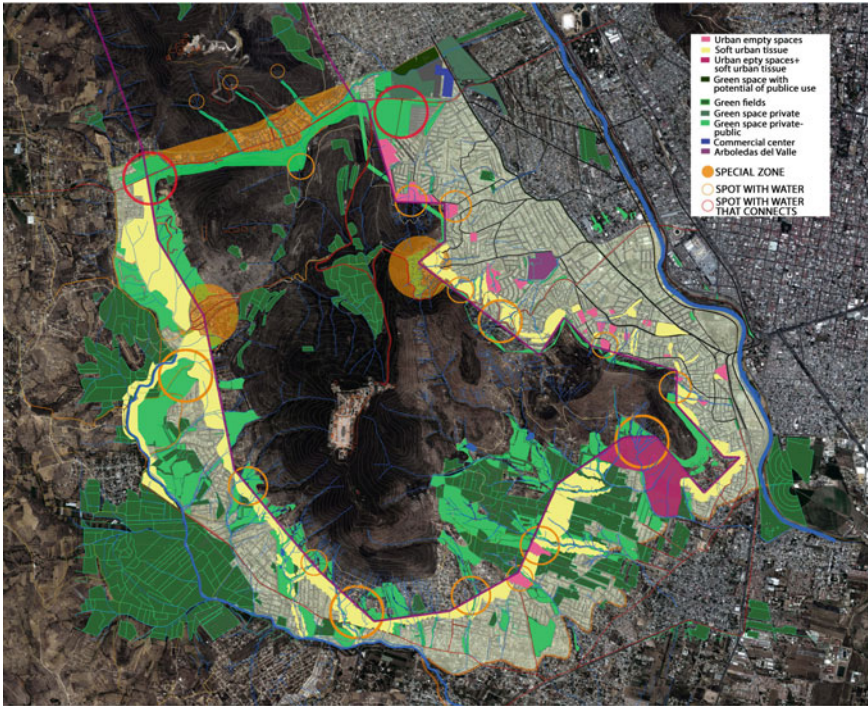 Urban empty spaces
Soft urban tissue
Urban epty spaces+
soft urban tissue
Green space with
potential of publice use
Green fields
Green space private
Green space private-
public
Commercial center
Arboledas del Valle
SPECIAL ZONE
SPOT WITH WATER
SPOT WITH WATER
THAT CONNECTS